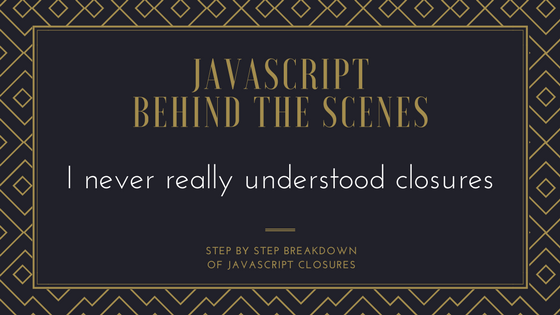 JAVASCRIPT
BEHIND THE SCENES
I never really understood closures
STEP BY STEP BREAKDOWN
OF JAVASCRIPT CLOSURES